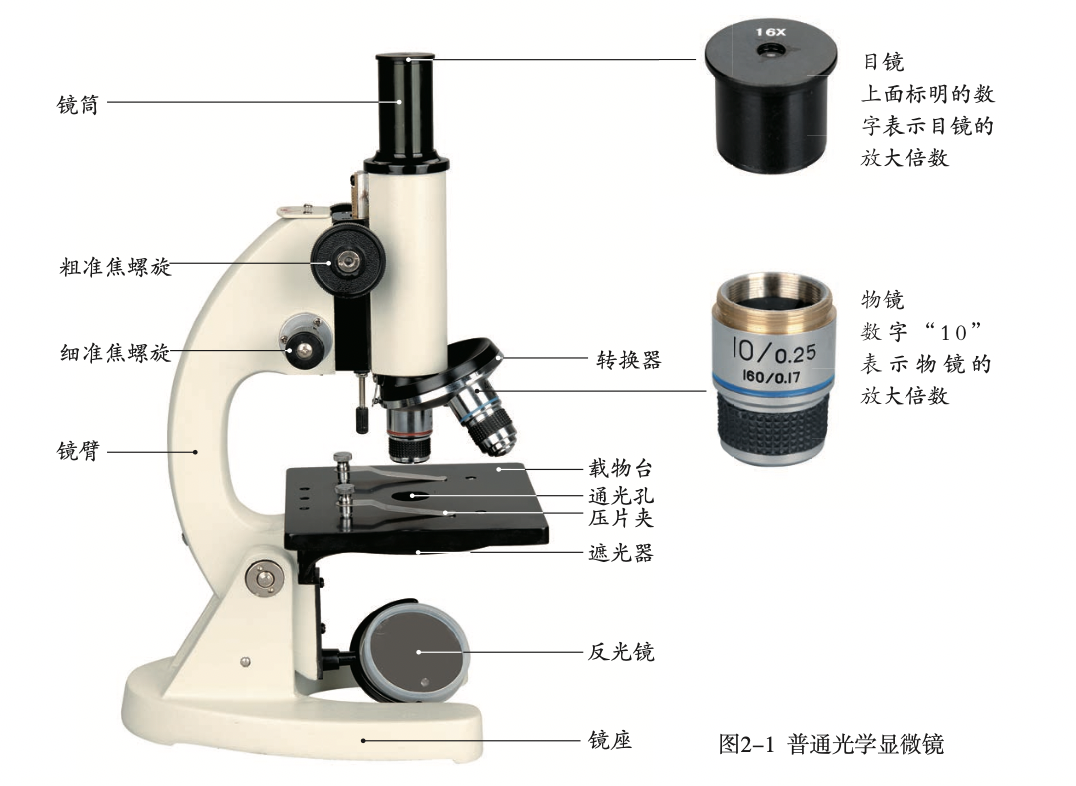 16X
目镜
上面标明的数
字表示目镜的
放大倍数
镜筒
粗准焦螺旋
细准焦螺旋
镜臂
转换器
载物台
通光孔
压片夹
遮光器
反光镜
镜座
10/0.25
160/0.17
物镜
数字“10”
表示物镜的
放大倍数
图2-1 普通光学显微镜